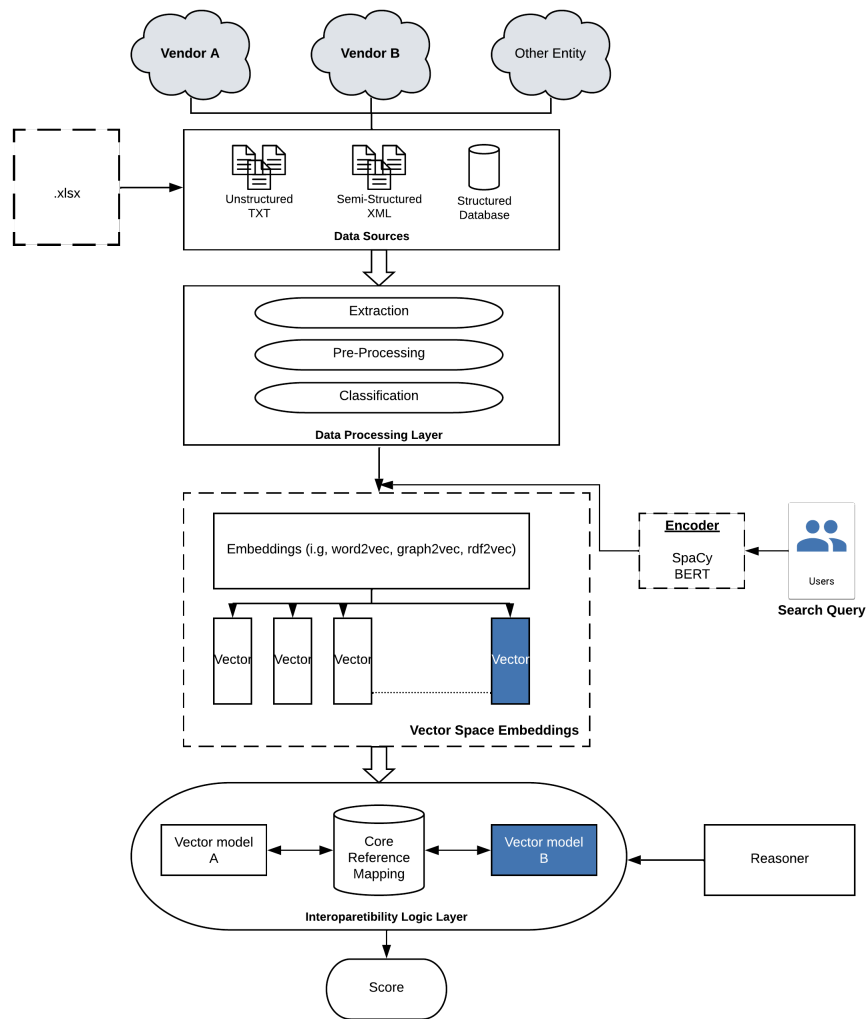 Vendor A
Vendor B
Other Entity
.xlsx
Unstructured
TXT
Semi-Structured
XML
Structured
Database
Data Sources
Extraction
Pre-Processing
Classification
Data Processing Layer
Embeddings (i.g, word2vec, graph2vec, rdf2vec)
Encoder
SpaCy
BERT
Users
Search Query
Vector
Vector
Vector
Vector
Vector Space Embeddings
Vector model
A
Core
Reference
Mapping
Vector model
B
Reasoner
Interoparetibility Logic Layer
Score